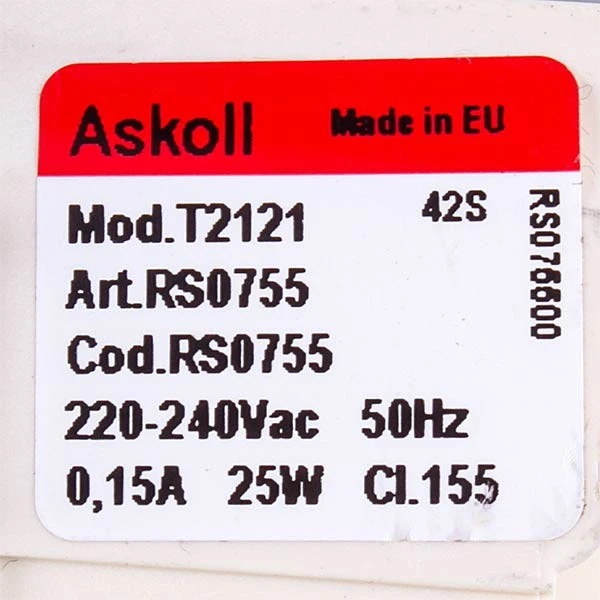 Askoll
Made in EU
Mod.T2121
42S
Art.RS0755
Cod.RS0755
220-240Vac 50Hz
0,15A 25W Cl.155